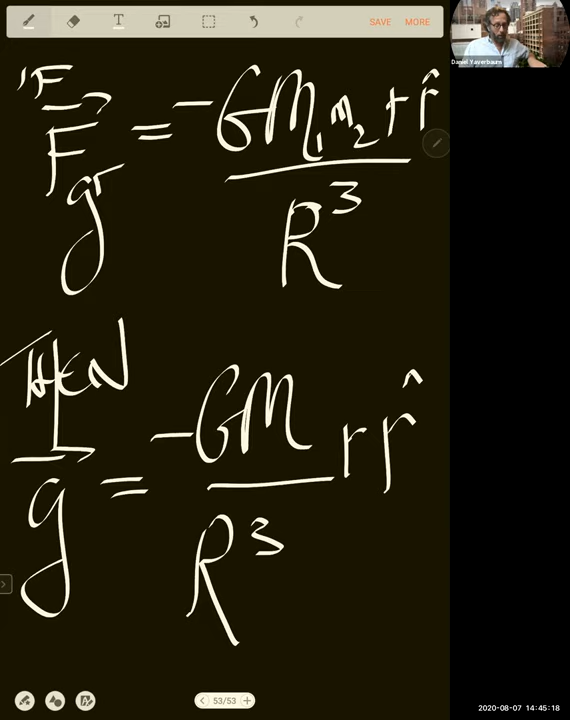 SAVE MORE
Daniel Yaverbaum
IF
F⃗gr = -GM₁m₂ r r̂
R³
THEN
g⃗ = -GM r r̂
R³
53/53
2020-08-07 14:45:18